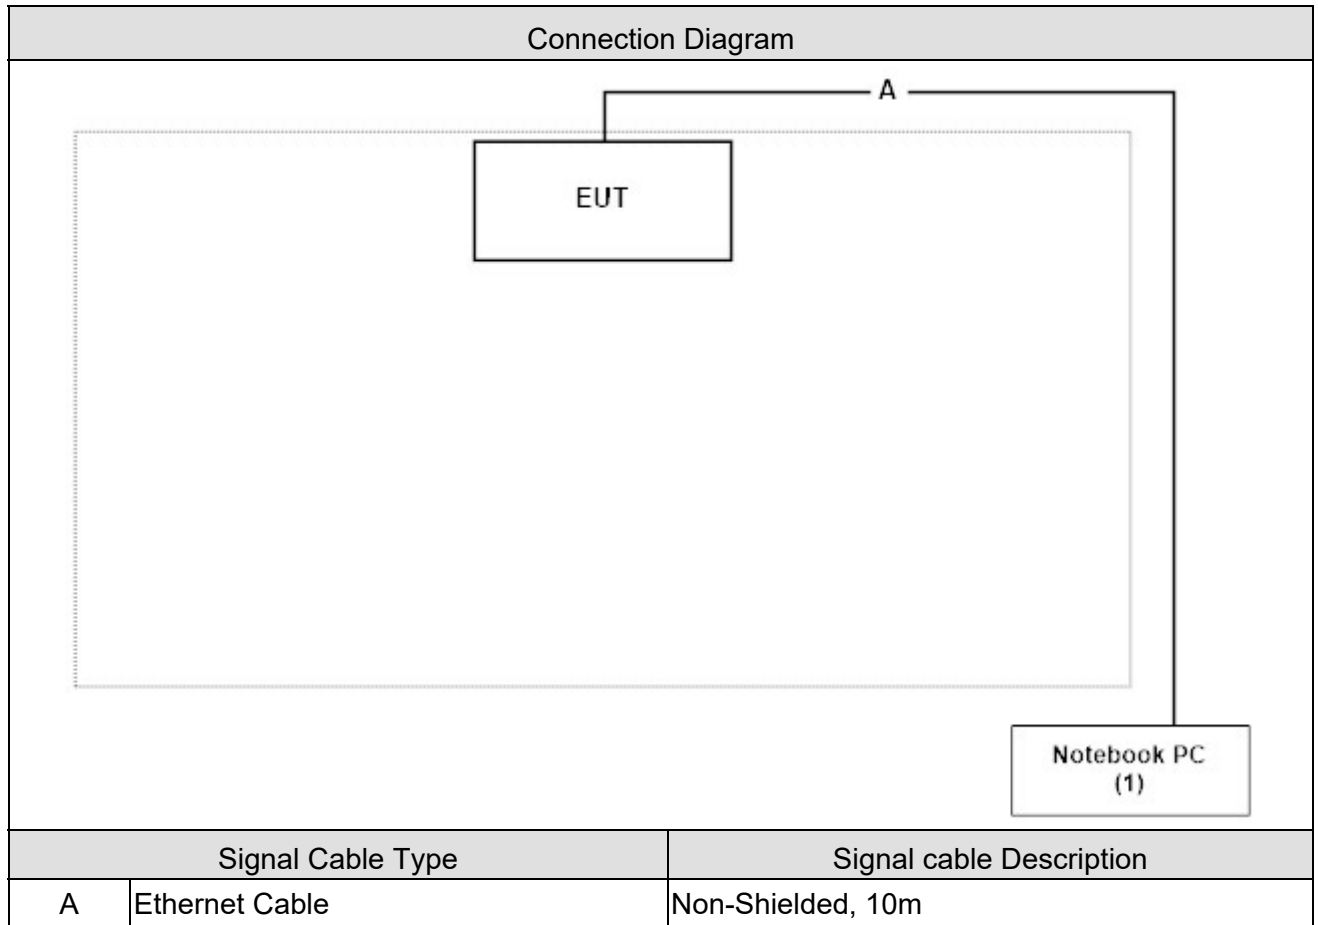 Connection Diagram
A
EUT
Notebook PC
(1)
Signal Cable Type Signal cable Description
A Ethernet Cable Non-Shielded, 10m